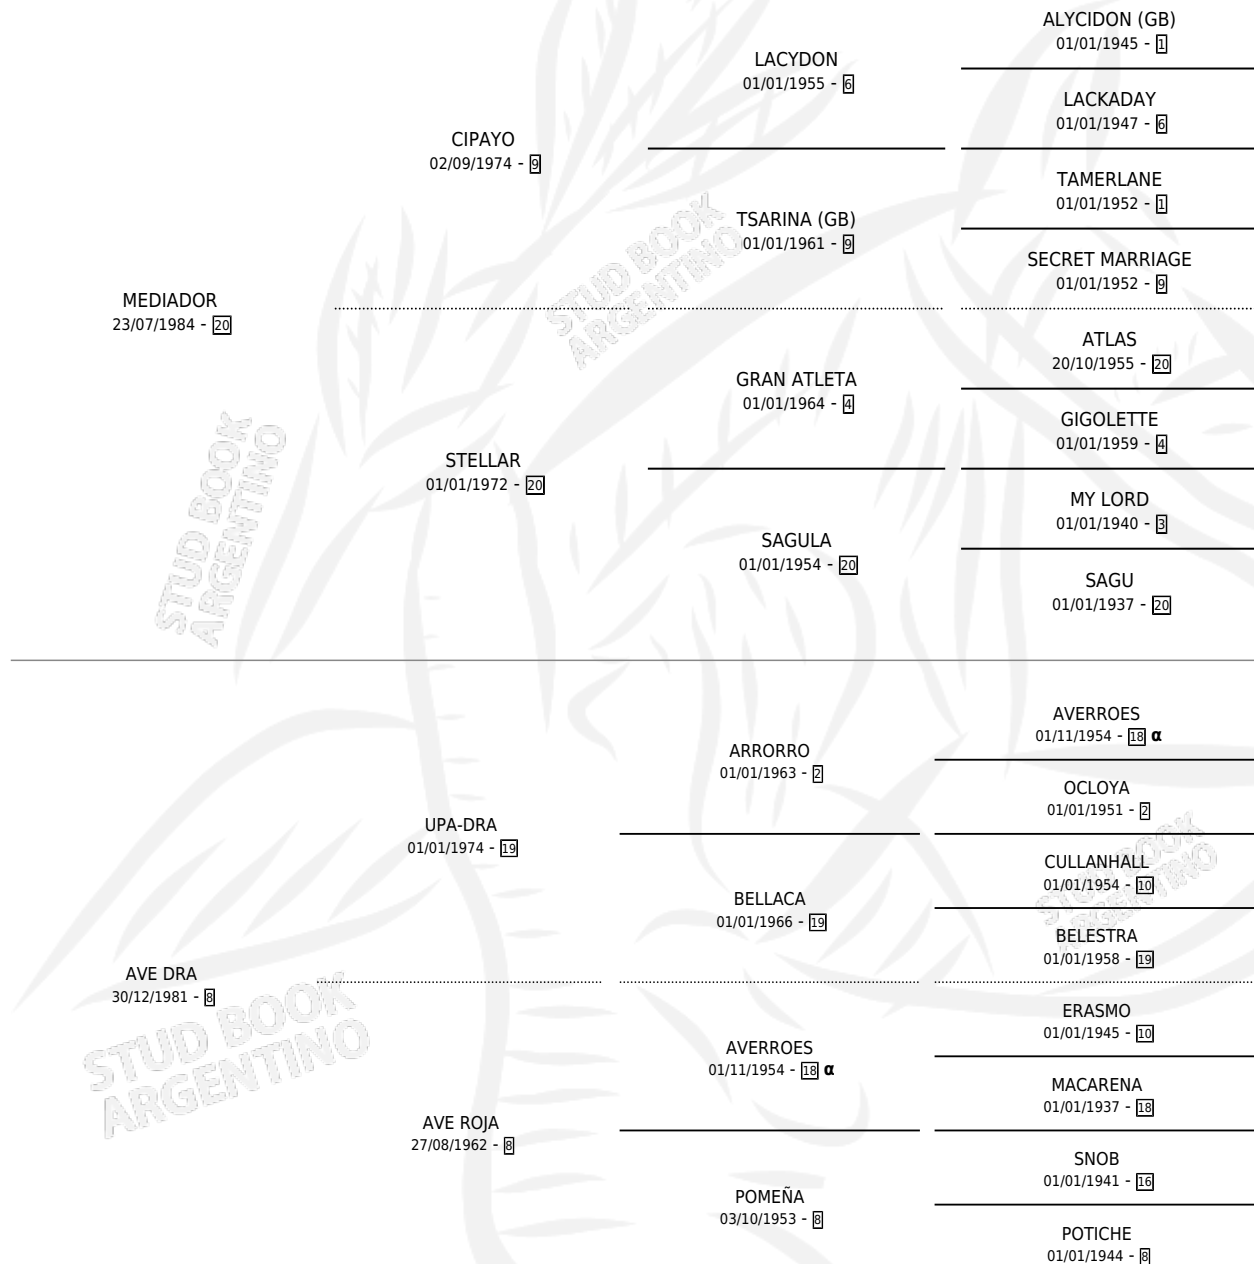 ALYCIDON (GB)
01/01/1945 - 1
LACYDON
01/01/1955 - 6
LACKADAY
01/01/1947 - 6
CIPAYO
02/09/1974 - 9
TAMERLANE
01/01/1952 - 1
TSARINA (GB)
01/01/1961 - 9
SECRET MARRIAGE
01/01/1952 - 9
MEDIADOR
23/07/1984 - 20
ATLAS
20/10/1955 - 20
GRAN ATLETA
01/01/1964 - 4
GIGOLETTE
01/01/1959 - 4
STELLAR
01/01/1972 - 20
MY LORD
01/01/1940 - 3
SAGULA
01/01/1954 - 20
SAGU
01/01/1937 - 20
AVERROES
01/11/1954 - 18 α
ARRORRO
01/01/1963 - 2
OCLOYA
01/01/1951 - 2
UPA-DRA
01/01/1974 - 19
CULLANHALL
01/01/1954 - 10
BELLACA
01/01/1966 - 19
BELESTRA
01/01/1958 - 19
AVE DRA
30/12/1981 - 8
ERASMO
01/01/1945 - 10
AVERROES
01/11/1954 - 18 α
MACARENA
01/01/1937 - 18
AVE ROJA
27/08/1962 - 8
SNOB
01/01/1941 - 16
POMEÑA
03/10/1953 - 8
POTICHE
01/01/1944 - 8
STUD BOOK
ARGENTINO
STUD BOOK
ARGENTINO
STUD BOOK
ARGENTINO
STUD BOOK
ARGENTINO